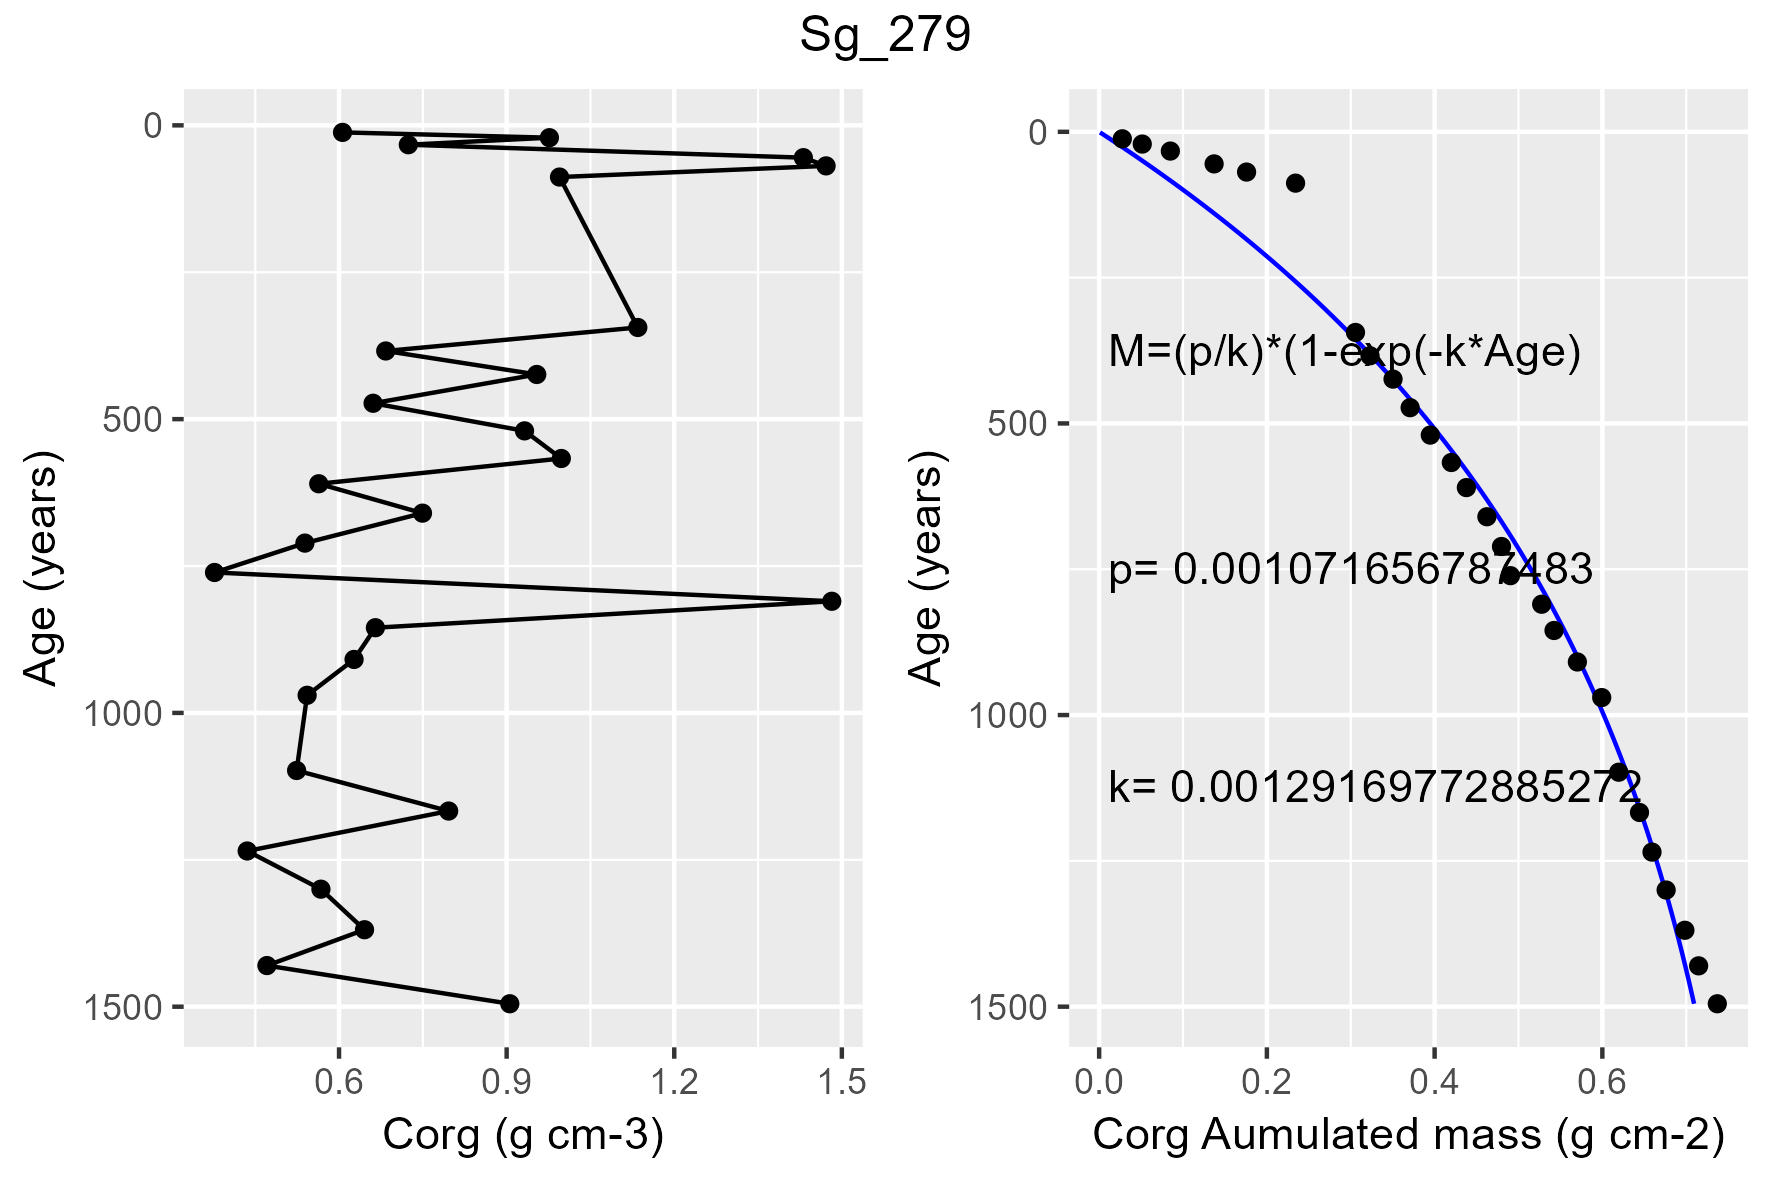 Sg_279
0
500
1000
1500
Age (years)
0.6
0.9
1.2
1.5
Corg (g cm-3)
0
500
1000
1500
Age (years)
M=(p/k)*(1-exp(-k*Age)
p= 0.00107165678​7483
k= 0.00129169772885272
0.0
0.2
0.4
0.6
Corg Aumulated mass (g cm-2)